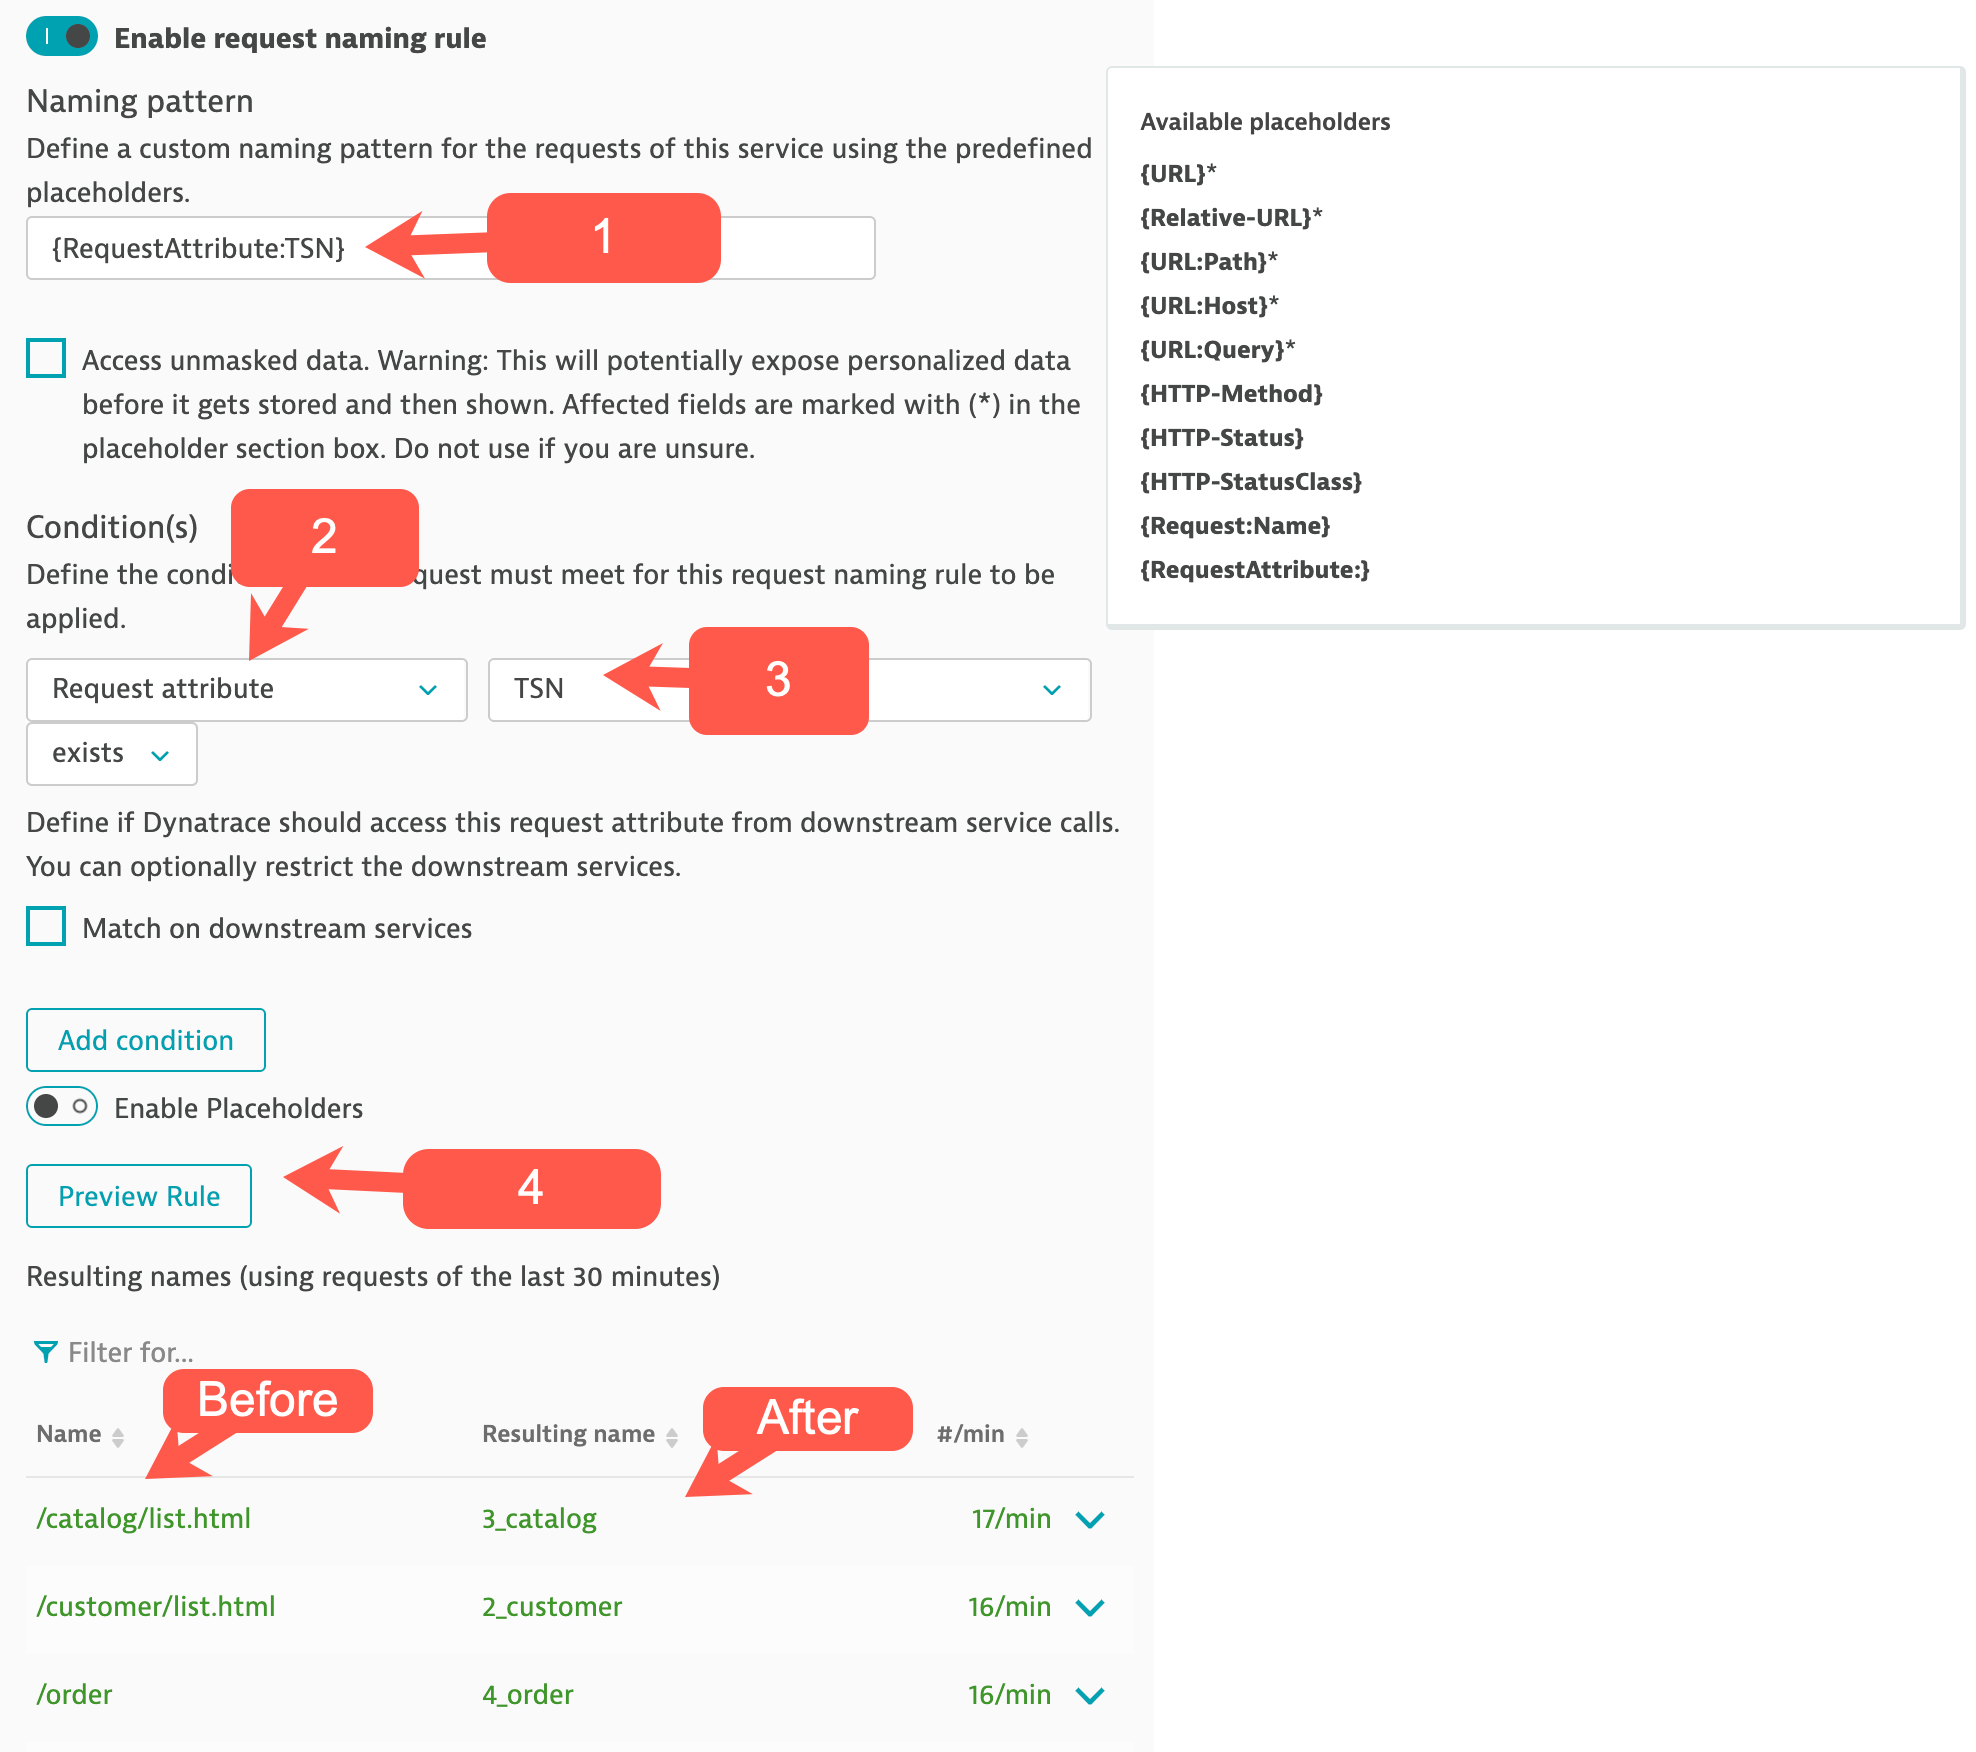 Enable request naming rule
Naming pattern
Define a custom naming pattern for the requests of this service using the predefined
placeholders.
{RequestAttribute:TSN}
1
Access unmasked data. Warning: This will potentially expose personalized data
before it gets stored and then shown. Affected fields are marked with (*) in the
placeholder section box. Do not use if you are unsure.
Condition(s)
2
Define the condi quest must meet for this request naming rule to be
applied.
Request attribute
TSN
3
exists
Define if Dynatrace should access this request attribute from downstream service calls.
You can optionally restrict the downstream services.
Match on downstream services
Add condition
Enable Placeholders
Preview Rule
4
Resulting names (using requests of the last 30 minutes)
Filter for...
Before
After
Name Resulting name #/min
/catalog/list.html 3_catalog 17/min
/customer/list.html 2_customer 16/min
/order 4_order 16/min
Available placeholders
{URL}*
{Relative-URL}*
{URL:Path}*
{URL:Host}*
{URL:Query}*
{HTTP-Method}
{HTTP-Status}
{HTTP-StatusClass}
{Request:Name}
{RequestAttribute:}